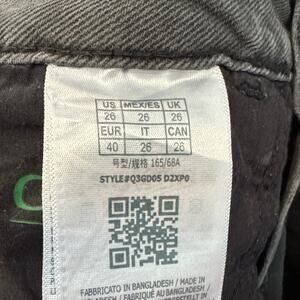 US MEX/ES UK
26 26 26
EUR IT CAN
40 26 26
号型/规格 165/68A
STYLE#Q3GD05 D2XP0
FABBRICATO IN BANGLADESH / MADE IN
BANGLADESH / FABRIQUÉ AU BANGLADESH /